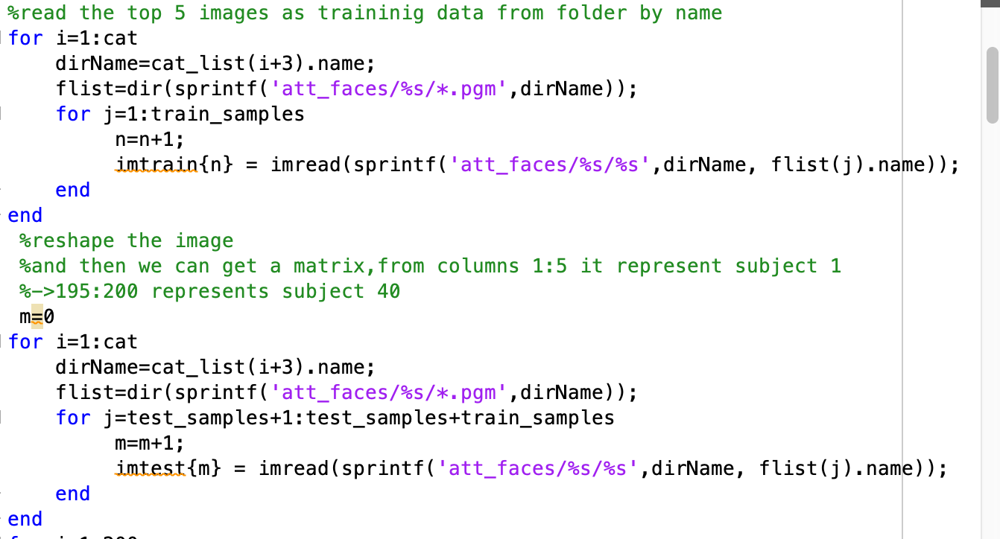 %read the top 5 images as traininig data from folder by name
for i=1:cat
    dirName=cat_list(i+3).name;
    flist=dir(sprintf('att_faces/%s/*.pgm',dirName));
    for j=1:train_samples
         n=n+1;
         imtrain{n} = imread(sprintf('att_faces/%s/%s',dirName, flist(j).name));
    end
end
 %reshape the image
 %and then we can get a matrix,from columns 1:5 it represent subject 1
 %->195:200 represents subject 40
 m=0
for i=1:cat
    dirName=cat_list(i+3).name;
    flist=dir(sprintf('att_faces/%s/*.pgm',dirName));
    for j=test_samples+1:test_samples+train_samples
         m=m+1;
         imtest{m} = imread(sprintf('att_faces/%s/%s',dirName, flist(j).name));
    end
end